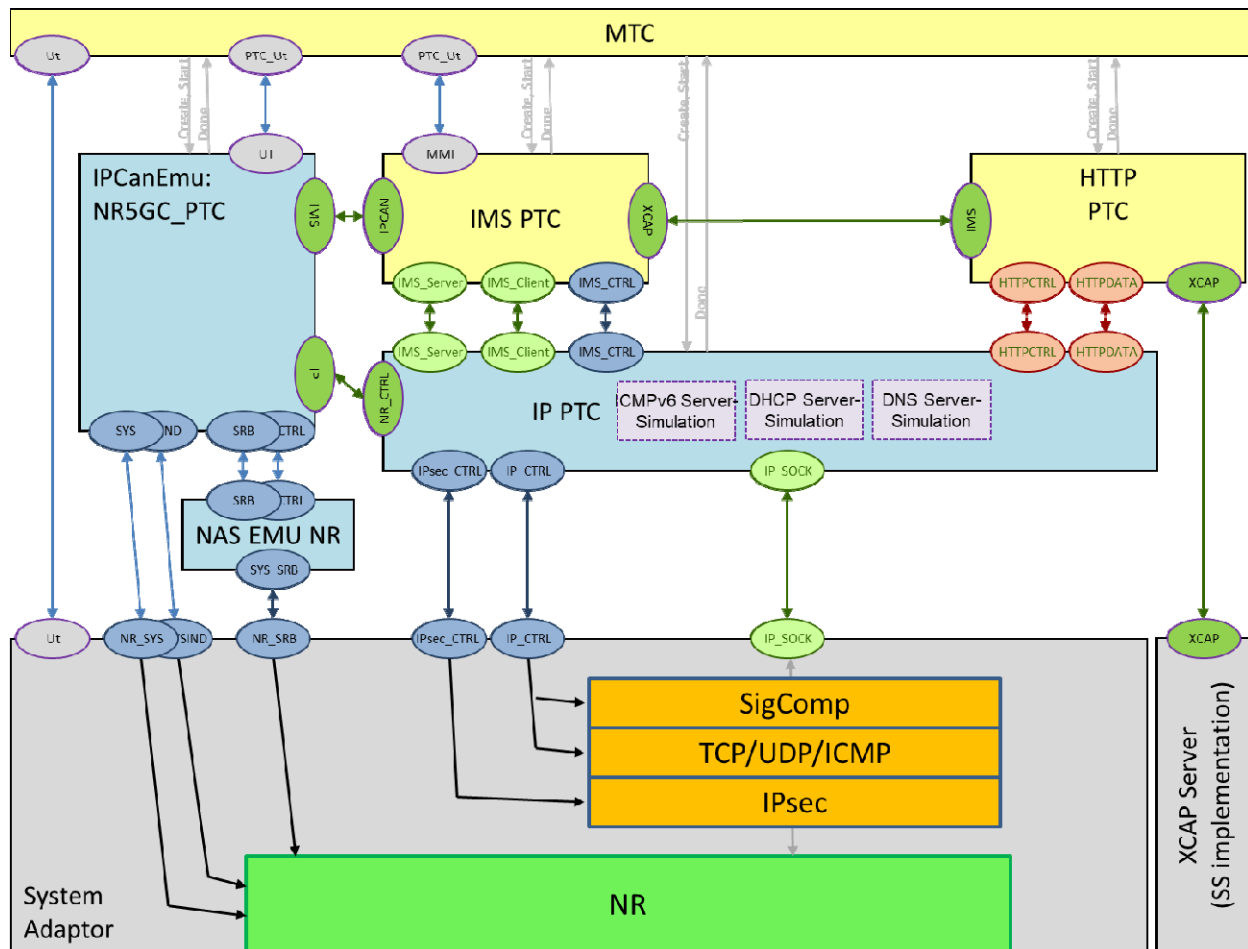 MTC
Ut
PTC_Ut
PTC_Ut
Create, Start
Done
Create, Start
Done
Create, Start
Done
Create, Start
Done
UT
MMI
IPCanEmu:
NR5GC_PTC
IMS
IPCAN
IMS PTC
XCAP
IMS
HTTP
PTC
IMS_Server
IMS_Client
IMS_CTRL
HTTPCTRL
HTTPDATA
XCAP
IMS_Server
IMS_Client
IMS_CTRL
HTTPCTRL
HTTPDATA
IP
NR_CTRL
IP PTC
ICMPv6 Server-
Simulation
DHCP Server-
Simulation
DNS Server-
Simulation
SYS
IND
SRB
CTRL
IPsec_CTRL
IP_CTRL
IP_SOCK
SRB
CTRL
NAS EMU NR
SYS_SRB
Ut
NR_SYS
SIND
NR_SRB
IPsec_CTRL
IP_CTRL
IP_SOCK
XCAP
SigComp
TCP/UDP/ICMP
IPsec
NR
System
Adaptor
XCAP Server
(SS implementation)